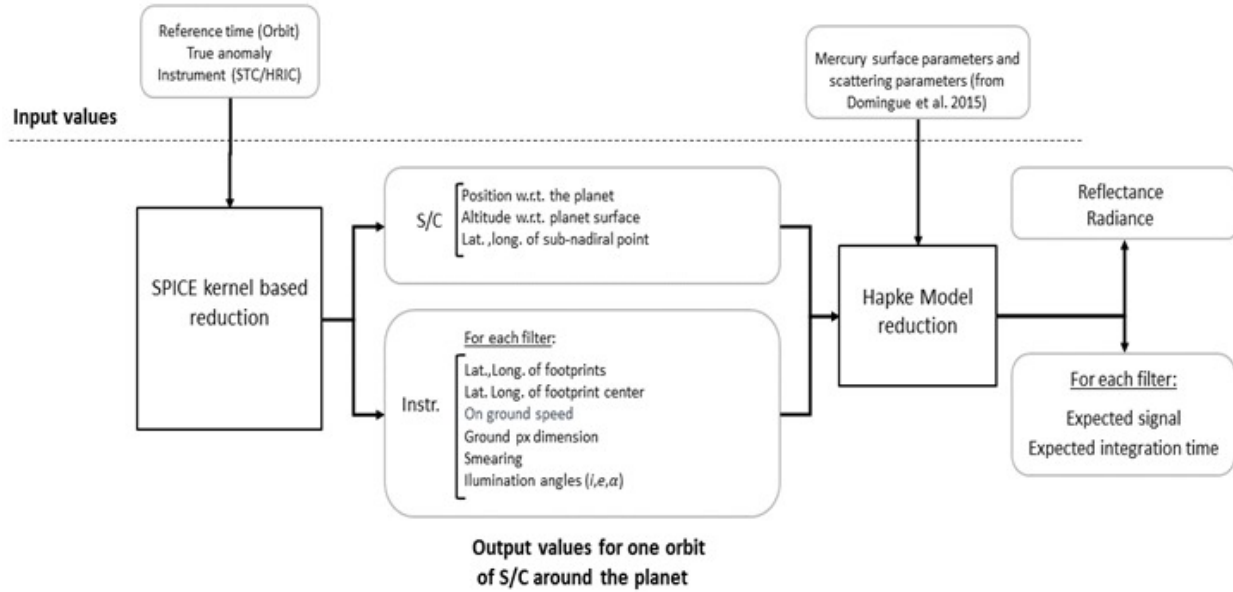 Reference time (Orbit)
True anomaly
Instrument (STC/HRIC)
Mercury surface parameters and
scattering parameters (from
Domingue et al. 2015)
Input values
SPICE kernel based
reduction
S/C
Position w.r.t. the planet
Altitude w.r.t. planet surface
Lat. ,long. of sub-nadiral point
For each filter:
Instr.
Lat.,Long. of footprints
Lat. Long. of footprint center
On ground speed
Ground px dimension
Smearing
Ilumination angles (i,e,α)
Hapke Model
reduction
Reflectance
Radiance
For each filter:
Expected signal
Expected integration time
Output values for one orbit
of S/C around the planet